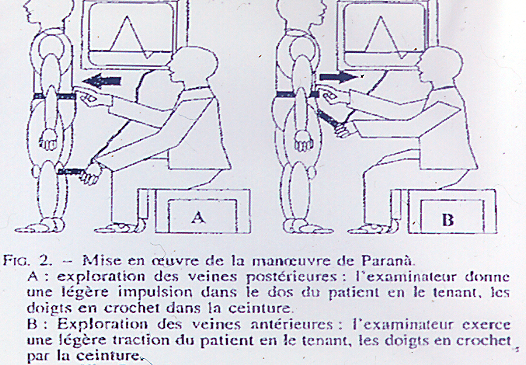 A
B
FIG. 2. – Mise en œuvre de la manœuvre de Paranà.
A : exploration des veines postérieures : l'examinateur donne
une légère impulsion dans le dos du patient en le tenant, les
doigts en crochet dans la ceinture.
B : Exploration des veines antérieures : l'examinateur exerce
une légère traction du patient en le tenant, les doigts en crochet
par la ceinture.